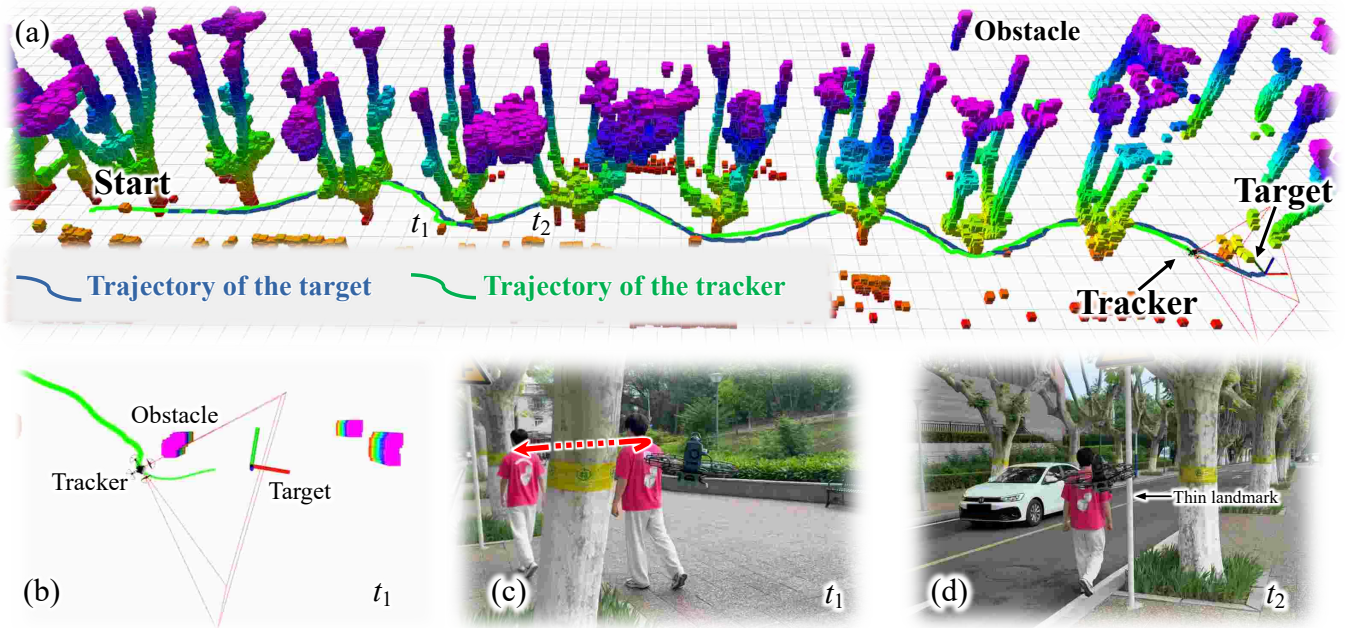 (a)
Obstacle
Start
Target
t1
t2
Trajectory of the target
Trajectory of the tracker
Tracker
Obstacle
Tracker
Target
(b)
t1
(c)
t1
Thin landmark
(d)
t2